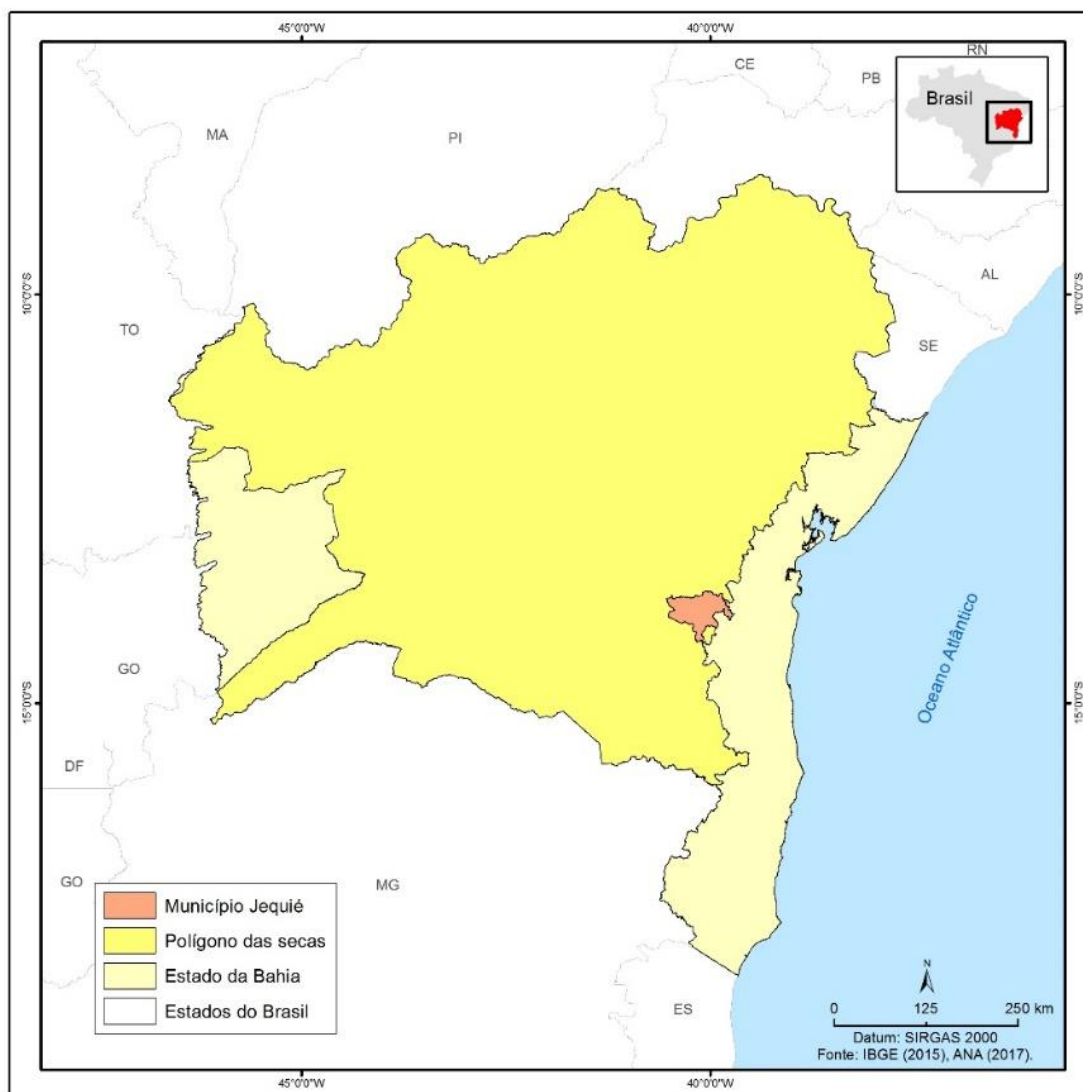 45°0'0"W
40°0'0"W
RN
CE
PB
Brasil
MA
PI
10°0'0"S
10°0'0"S
AL
TO
SE
Oceano Atlântico
GO
15°0'0"S
15°0'0"S
DF
GO
MG
Município Jequié
Polígono das secas
Estado da Bahia
Estados do Brasil
ES
N
0 125 250 km
Datum: SIRGAS 2000
Fonte: IBGE (2015), ANA (2017).
45°0'0"W
40°0'0"W